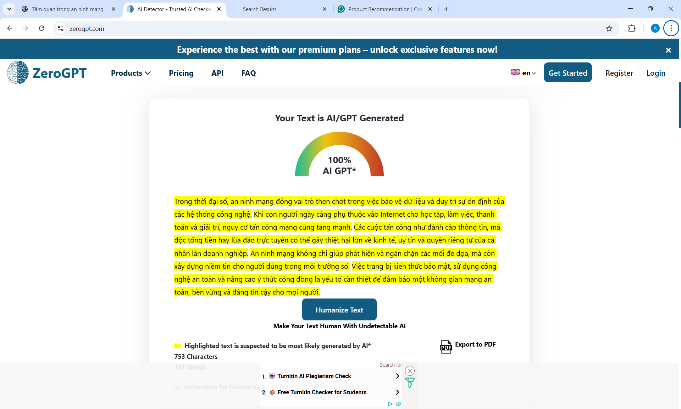 Tầm quan trọng an ninh mạng
AI Detector - Trusted AI Checke
Search Results
Product Recommendation | Cre
zerogpt.com
A
Experience the best with our premium plans – unlock exclusive features now!
ZeroGPT
Products
Pricing
API
FAQ
en
Get Started
Register
Login
Your Text is AI/GPT Generated
100%
AI GPT*
Trong thời đại số, an ninh mạng đóng vai trò then chốt trong việc bảo vệ dữ liệu và duy trì sự ổn định của
các hệ thống công nghệ. Khi con người ngày càng phụ thuộc vào Internet cho học tập, làm việc, thanh
toán và giải trí, nguy cơ tấn công mạng cũng tăng mạnh. Các cuộc tấn công như đánh cắp thông tin, mã
độc tống tiền hay lừa đảo trực tuyến có thể gây thiệt hại lớn về kinh tế, uy tín và quyền riêng tư của cá
nhân lẫn doanh nghiệp. An ninh mạng không chỉ giúp phát hiện và ngăn chặn các mối đe dọa, mà còn
xây dựng niềm tin cho người dùng trong môi trường số. Việc trang bị kiến thức bảo mật, sử dụng công
nghệ an toàn và nâng cao ý thức cộng đồng là yếu tố cần thiết để đảm bảo một không gian mạng an
toàn, bền vững và đáng tin cậy cho mọi người.
Humanize Text
Make Your Text Human With Undetectable AI
Highlighted text is suspected to be most likely generated by AI*
Export to PDF
753 Characters
Words
Search for
1. Turnitin AI Plagiarism Check
2. Free Turnitin Checker for Students